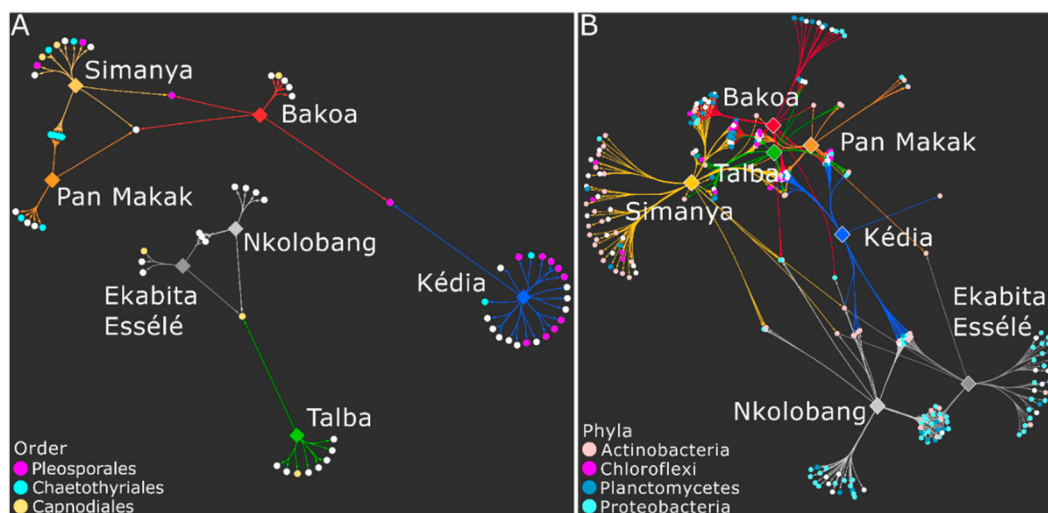 A
Simanya
Bakoa
Pan Makak
Nkolobang
Ekabita
Essélé
Kédia
Talba
Order
Pleosporales
Chaetothyriales
Capnodiales
B
Bakoa
Pan Makak
Talba
Simanya
Kédia
Ekabita
Essélé
Nkolobang
Phyla
Actinobacteria
Chloroflexi
Planctomycetes
Proteobacteria